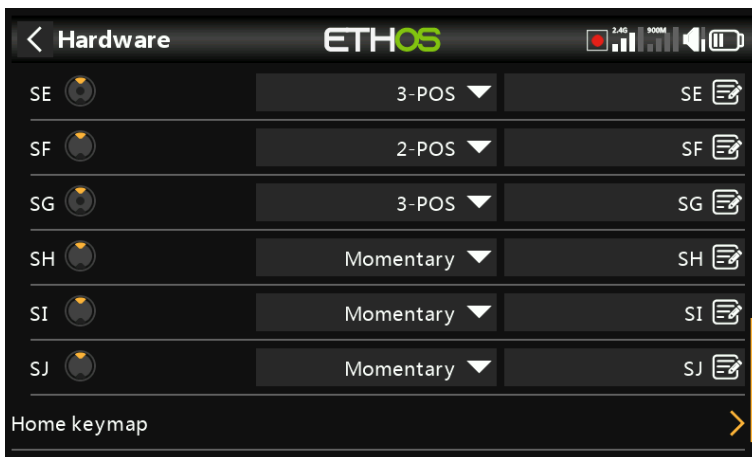 Hardware ETHOS 2.4G 900M
SE 3-POS SE
SF 2-POS SF
SG 3-POS SG
SH Momentary SH
SI Momentary SI
SJ Momentary SJ
Home keymap